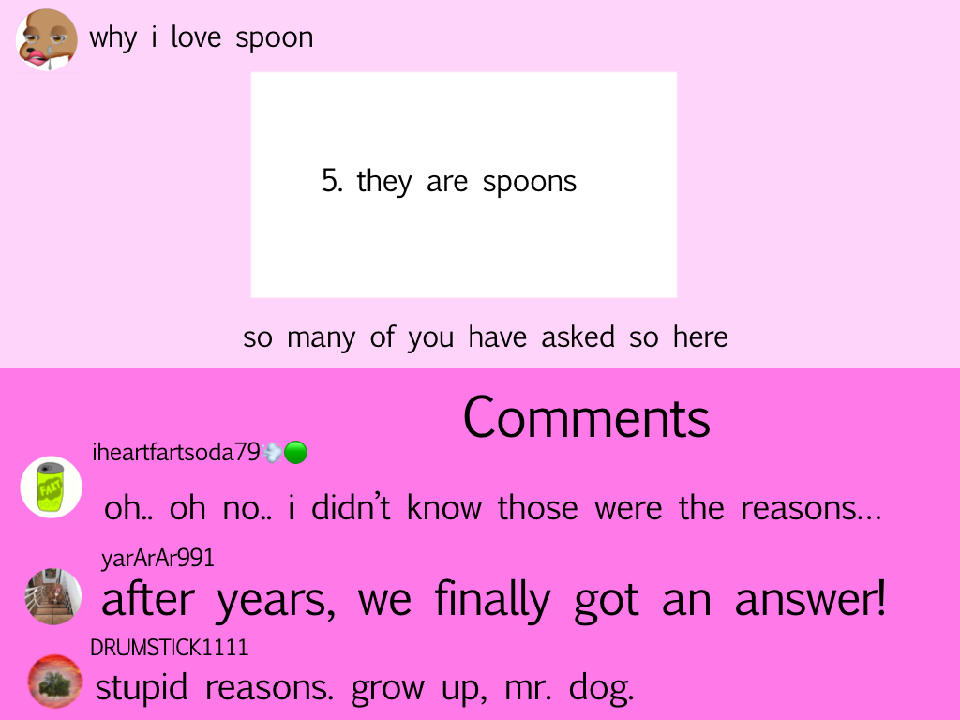 why i love spoon
5. they are spoons
so many of you have asked so here
Comments
iheartfartsoda79💨🟢
FART
oh.. oh no.. i didn't know those were the reasons...
yarArAr991
after years, we finally got an answer!
DRUMSTICK1111
stupid reasons. grow up, mr. dog.